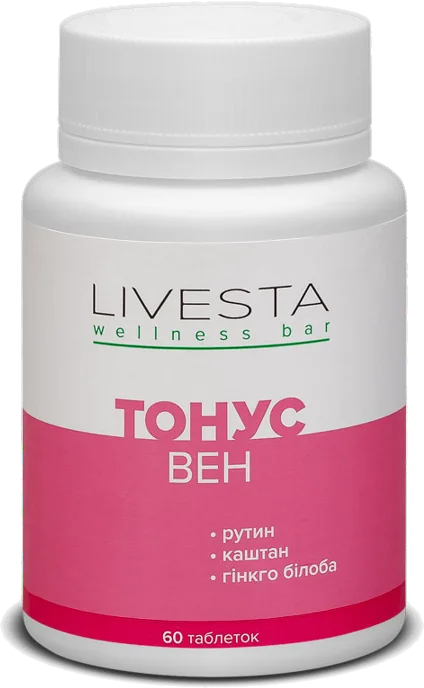 LIVESTA
wellness bar
ТОНУС
ВЕН
• рутин
• каштан
• гінкго білоба
60 таблеток